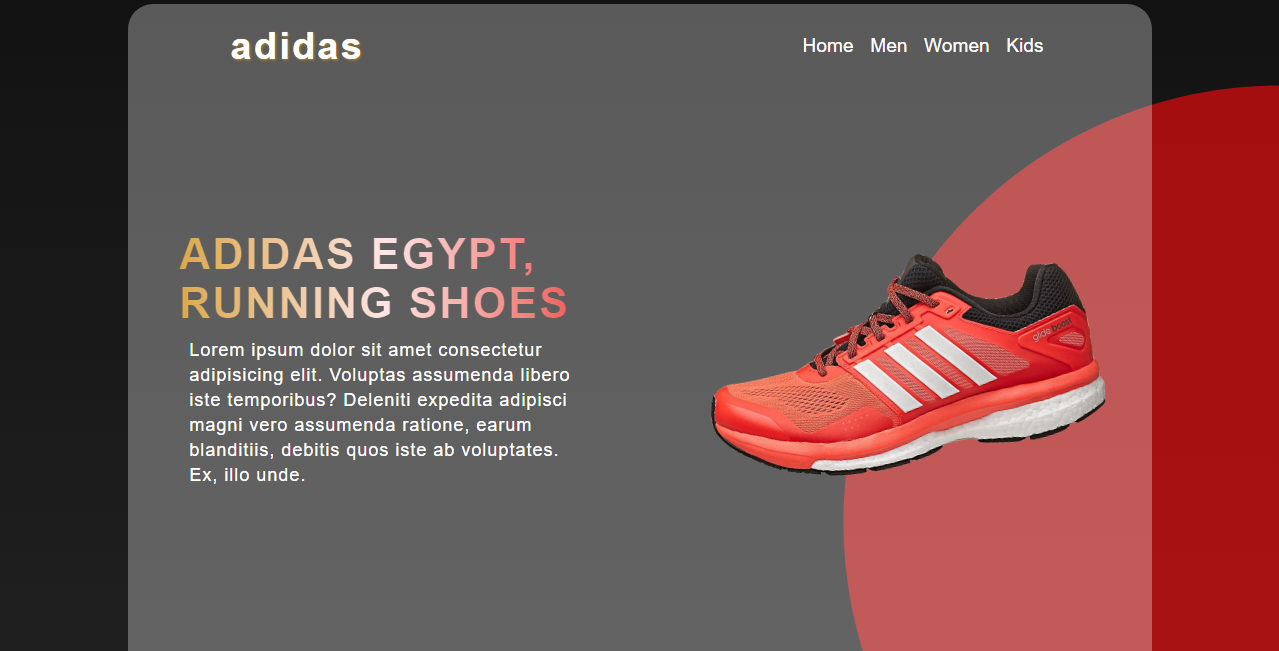 adidas
Home Men Women Kids
ADIDAS EGYPT,
RUNNING SHOES
Lorem ipsum dolor sit amet consectetur
adipisicing elit. Voluptas assumenda libero
iste temporibus? Deleniti expedita adipisci
magni vero assumenda ratione, earum
blanditiis, debitis quos iste ab voluptates.
Ex, illo unde.
glide boost